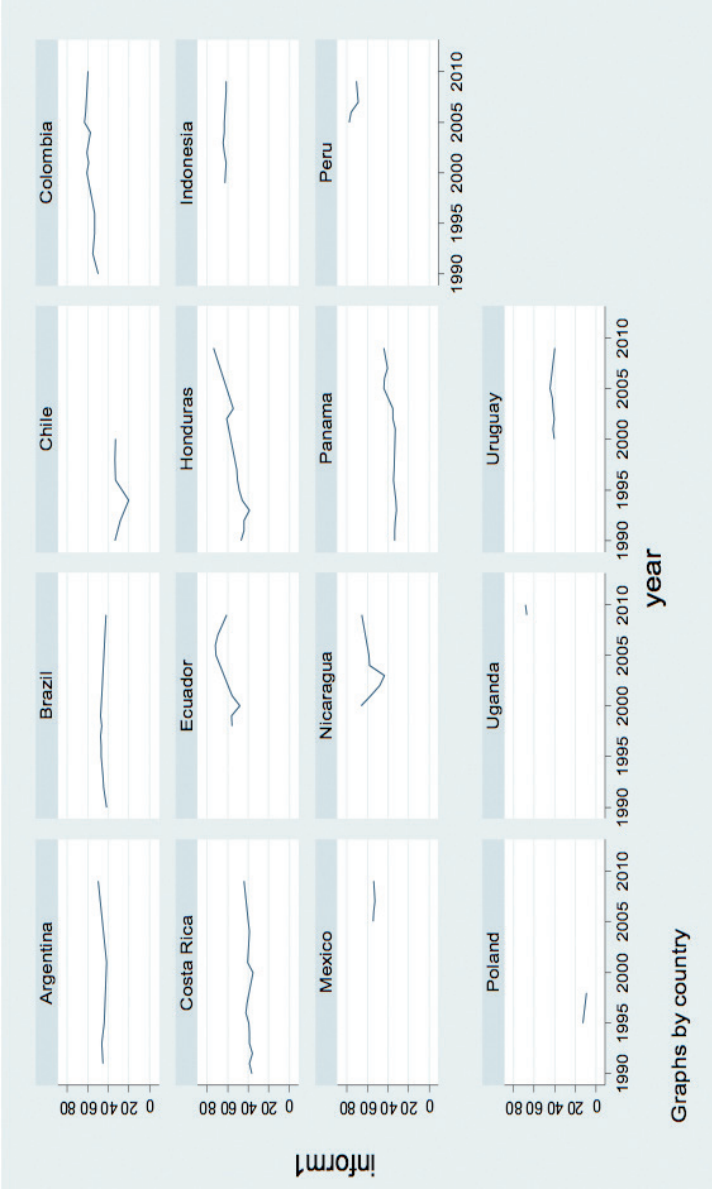 Argentina
Brazil
Chile
Colombia
0 20 40 60 80
Costa Rica
Ecuador
Honduras
Indonesia
0 20 40 60 80
Mexico
Nicaragua
Panama
Peru
0 20 40 60 80
1990 1995 2000 2005 2010
Poland
Uganda
Uruguay
0 20 40 60 80
1990 1995 2000 2005 2010
1990 1995 2000 2005 2010
1990 1995 2000 2005 2010
inform1
year
Graphs by country